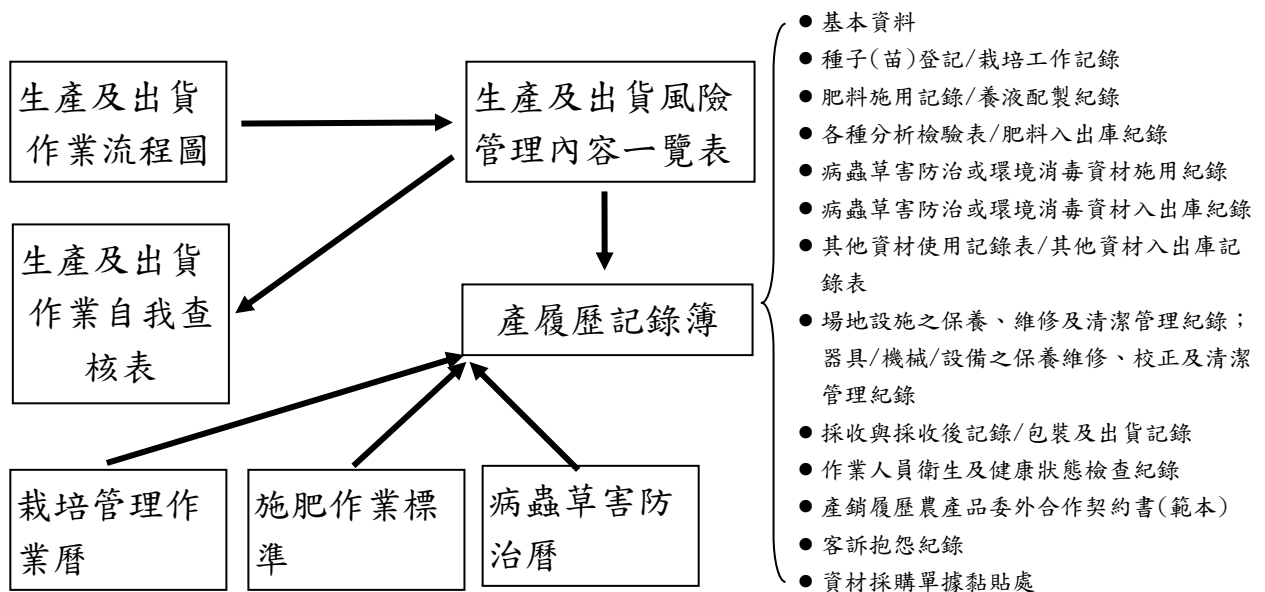 生產及出貨
作業流程圖
生產及出貨風險
管理內容一覽表
生產及出貨
作業自我查
核表
產履歷記錄簿
栽培管理作
業曆
施肥作業標
準
病蟲草害防
治曆
● 基本資料
● 種子(苗)登記/栽培工作記錄
● 肥料施用記錄/養液配製紀錄
● 各種分析檢驗表/肥料入出庫紀錄
● 病蟲草害防治或環境消毒資材施用紀錄
● 病蟲草害防治或環境消毒資材入出庫紀錄
● 其他資材使用記錄表/其他資材入出庫記
錄表
● 場地設施之保養、維修及清潔管理紀錄；
器具/機械/設備之保養維修、校正及清潔
管理紀錄
● 採收與採收後記錄/包裝及出貨記錄
● 作業人員衛生及健康狀態檢查紀錄
● 產銷履歷農產品委外合作契約書(範本)
● 客訴抱怨紀錄
● 資材採購單據黏貼處